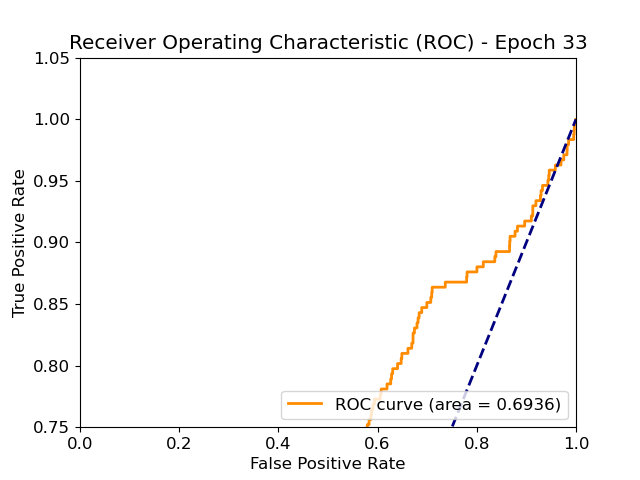 Receiver Operating Characteristic (ROC) - Epoch 33
True Positive Rate
1.05
1.00
0.95
0.90
0.85
0.80
0.75
ROC curve (area = 0.6936)
0.0 0.2 0.4 0.6 0.8 1.0
False Positive Rate